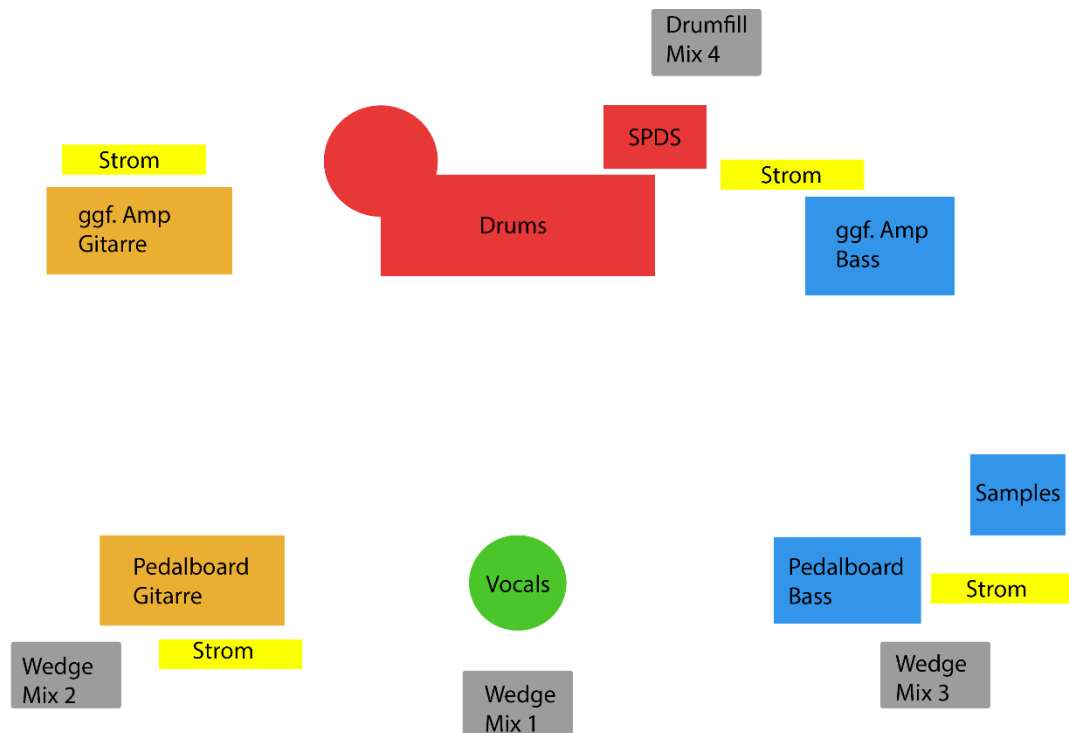 Drumfill
Mix 4
SPDS
Strom
Strom
ggf. Amp
Gitarre
Drums
ggf. Amp
Bass
Samples
Pedalboard
Gitarre
Vocals
Pedalboard
Bass
Strom
Strom
Wedge
Mix 2
Wedge
Mix 1
Wedge
Mix 3